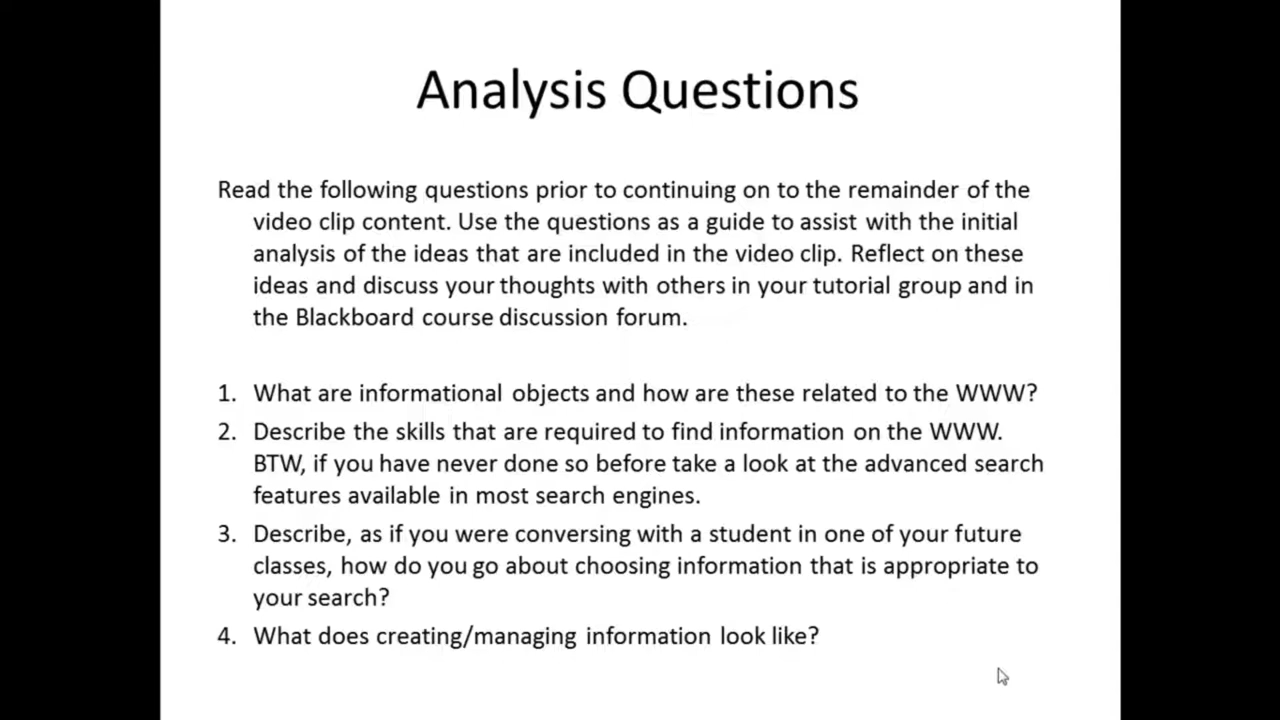 Analysis Questions
Read the following questions prior to continuing on to the remainder of the
video clip content. Use the questions as a guide to assist with the initial
analysis of the ideas that are included in the video clip. Reflect on these
ideas and discuss your thoughts with others in your tutorial group and in
the Blackboard course discussion forum.
1. What are informational objects and how are these related to the WWW?
2. Describe the skills that are required to find information on the WWW.
BTW, if you have never done so before take a look at the advanced search
features available in most search engines.
3. Describe, as if you were conversing with a student in one of your future
classes, how do you go about choosing information that is appropriate to
your search?
4. What does creating/managing information look like?